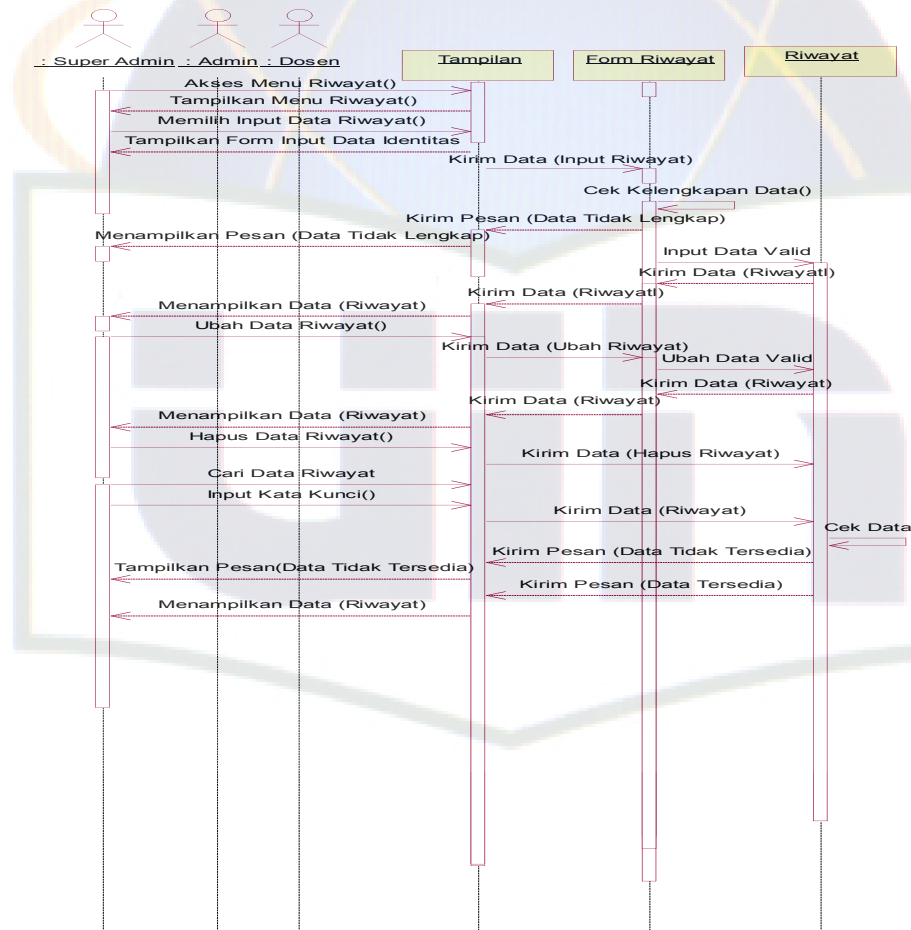 : Super Admin : Admin : Dosen
Tampilan
Form Riwayat
Riwayat
Akses Menu Riwayat()
Tampilkan Menu Riwayat()
Memilih Input Data Riwayat()
Tampilkan Form Input Data Identitas
Kirim Data (Input Riwayat)
Cek Kelengkapan Data()
Kirim Pesan (Data Tidak Lengkap)
Menampilkan Pesan (Data Tidak Lengkap)
Input Data Valid
Kirim Data (Riwayatl)
Kirim Data (Riwayatl)
Menampilkan Data (Riwayat)
Ubah Data Riwayat()
Kirim Data (Ubah Riwayat)
Ubah Data Valid
Kirim Data (Riwayat)
Kirim Data (Riwayat)
Menampilkan Data (Riwayat)
Hapus Data Riwayat()
Kirim Data (Hapus Riwayat)
Cari Data Riwayat
Input Kata Kunci()
Kirim Data (Riwayat)
Cek Data
Kirim Pesan (Data Tidak Tersedia)
Tampilkan Pesan(Data Tidak Tersedia)
Kirim Pesan (Data Tersedia)
Menampilkan Data (Riwayat)